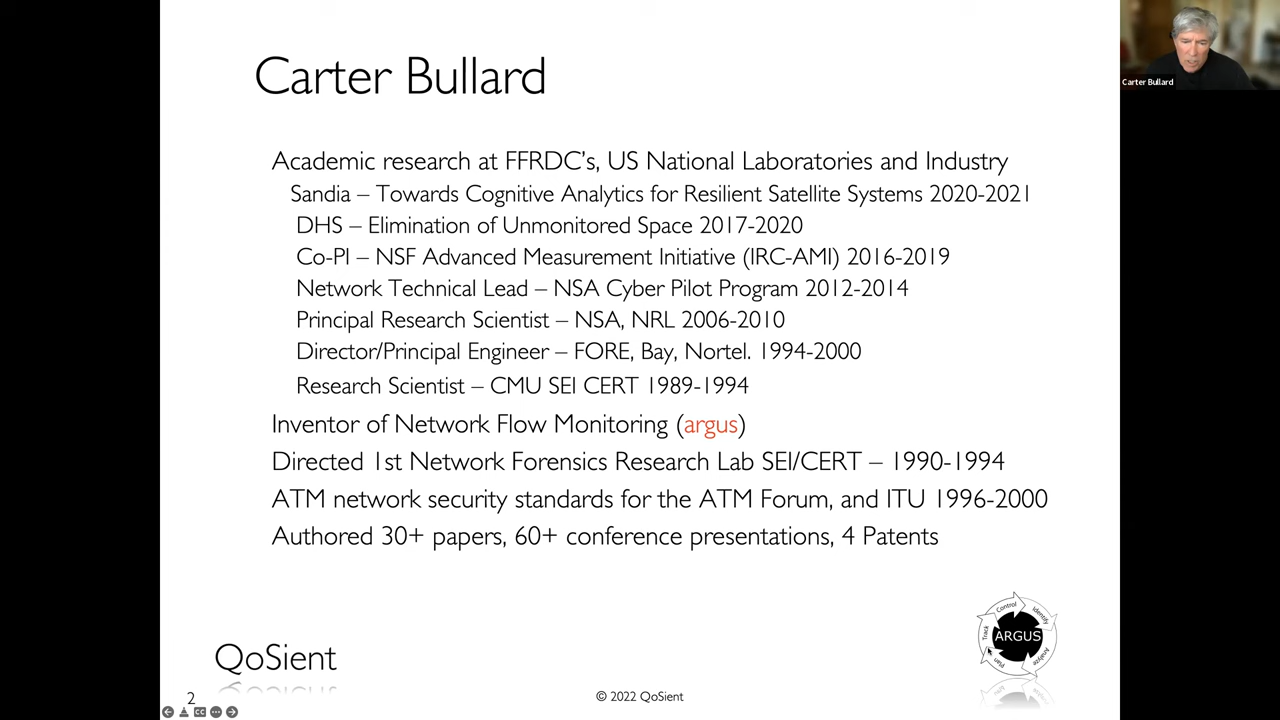 Carter Bullard
Carter Bullard
Academic research at FFRDC's, US National Laboratories and Industry
Sandia – Towards Cognitive Analytics for Resilient Satellite Systems 2020-2021
DHS – Elimination of Unmonitored Space 2017-2020
Co-PI – NSF Advanced Measurement Initiative (IRC-AMI) 2016-2019
Network Technical Lead – NSA Cyber Pilot Program 2012-2014
Principal Research Scientist – NSA, NRL 2006-2010
Director/Principal Engineer – FORE, Bay, Nortel. 1994-2000
Research Scientist – CMU SEI CERT 1989-1994
Inventor of Network Flow Monitoring (argus)
Directed 1st Network Forensics Research Lab SEI/CERT – 1990-1994
ATM network security standards for the ATM Forum, and ITU 1996-2000
Authored 30+ papers, 60+ conference presentations, 4 Patents
Control
Identify
Analyze
Plan
Track
ARGUS
QoSient
2
© 2022 QoSient
CC